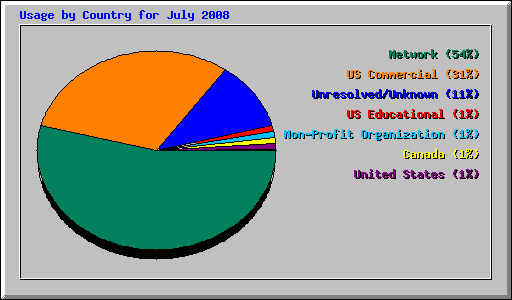 Usage by Country for July 2008
Network (54%)
US Commercial (31%)
Unresolved/Unknown (11%)
US Educational (1%)
Non-Profit Organization (1%)
Canada (1%)
United States (1%)